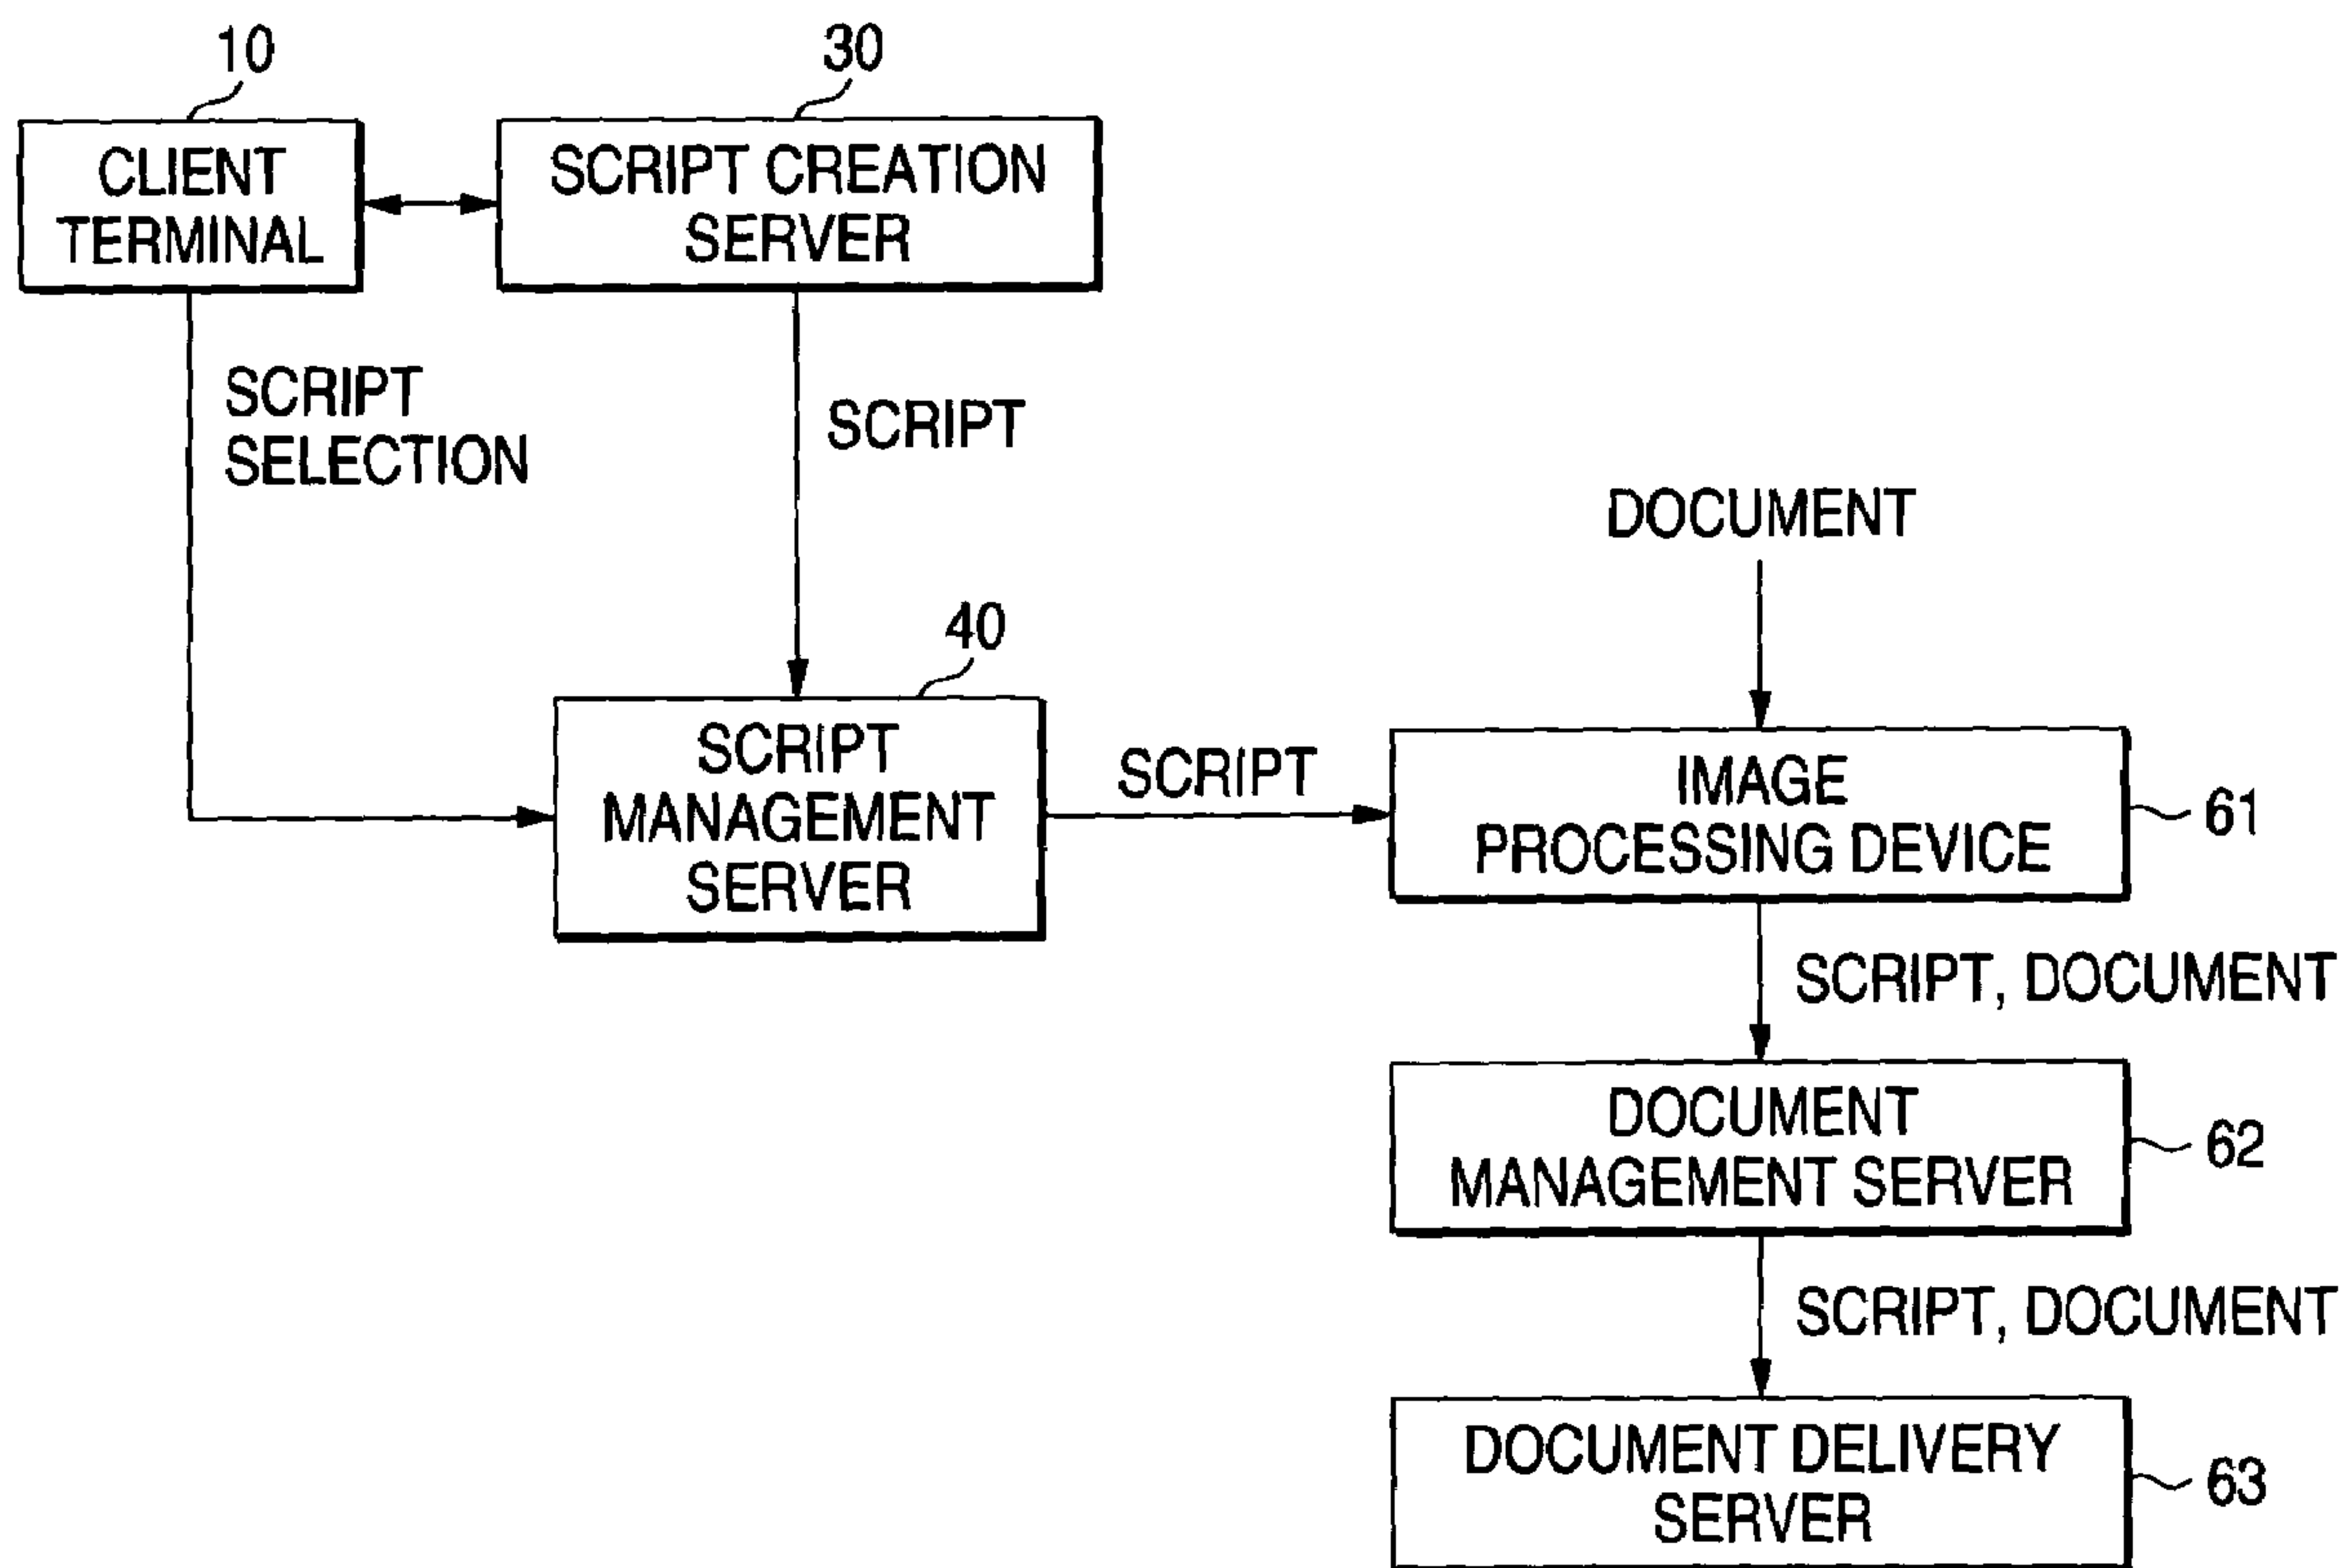 10
30
CLIENT
TERMINAL
SCRIPT CREATION
SERVER
SCRIPT
SELECTION
SCRIPT
DOCUMENT
40
SCRIPT
MANAGEMENT
SERVER
SCRIPT
IMAGE
PROCESSING DEVICE
61
SCRIPT, DOCUMENT
DOCUMENT
MANAGEMENT SERVER
62
SCRIPT, DOCUMENT
DOCUMENT DELIVERY
SERVER
63